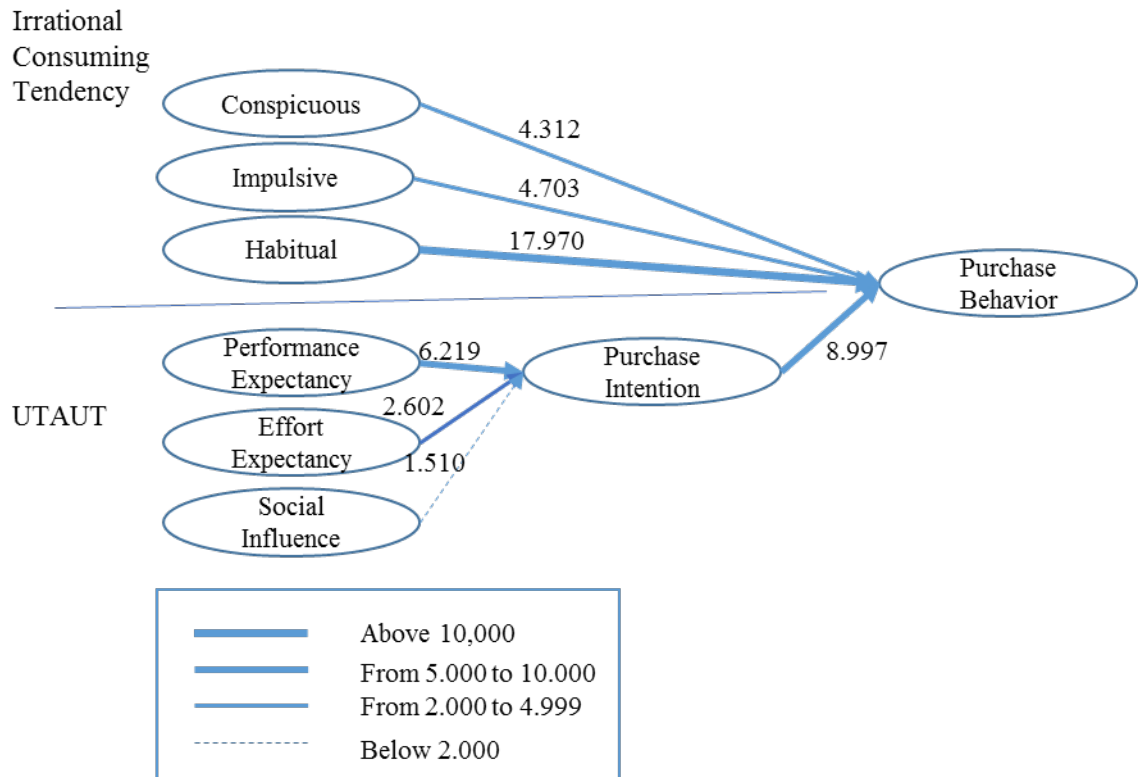 Irrational
Consuming
Tendency
Conspicuous
4.312
Impulsive
4.703
Habitual
17.970
Purchase
Behavior
Performance
Expectancy
6.219
Purchase
Intention
8.997
UTAUT
2.602
Effort
Expectancy
1.510
Social
Influence
Above 10,000
From 5.000 to 10.000
From 2.000 to 4.999
Below 2.000